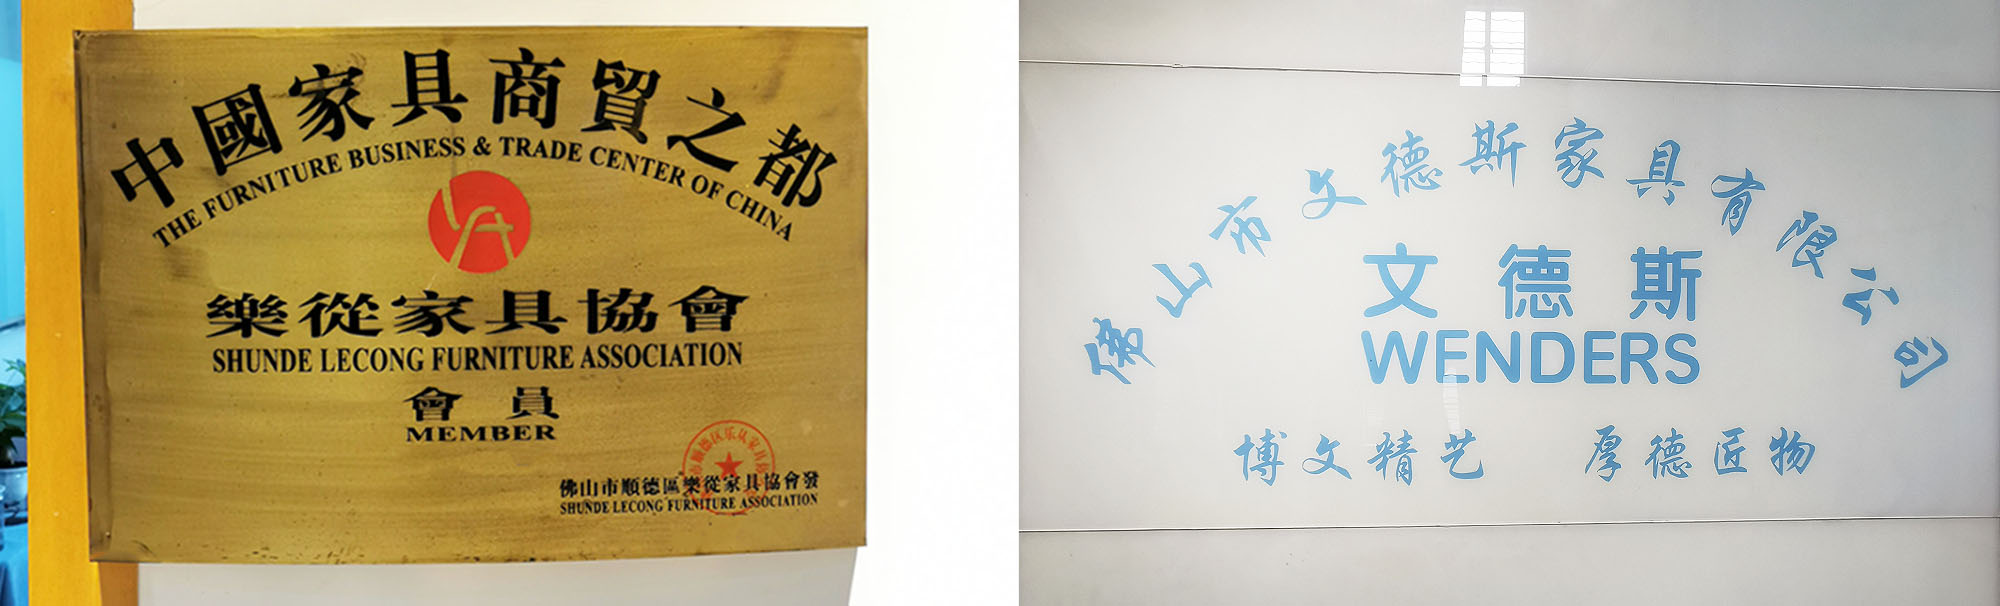 中國家具商貿之都
THE FURNITURE BUSINESS & TRADE CENTER OF CHINA
樂從家具協會
SHUNDE LECONG FURNITURE ASSOCIATION
會員
MEMBER
佛山市順德區樂從家具協會發
SHUNDE LECONG FURNITURE ASSOCIATION
佛山市文德斯家具有限公司
文德斯
WENDERS
博文精艺 厚德匠物